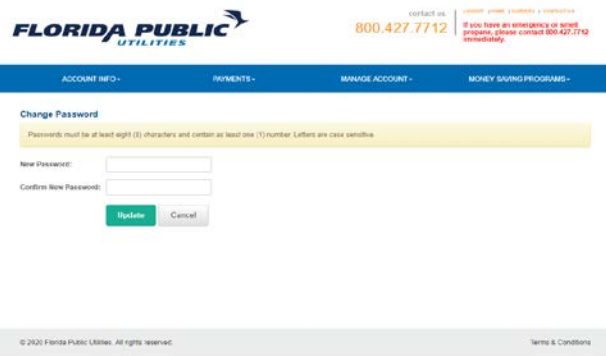 FLORIDA PUBLIC
UTILITIES
contact us
800.427.7712
If you have an emergency or smell
propane, please contact 800.427.7712
immediately.
ACCOUNT INFO
PAYMENTS
MANAGE ACCOUNT
MONEY SAVING PROGRAMS
Change Password
Passwords must be at least eight (8) characters and contain as least one (1) number. Letters are case sensitive.
New Password:
Confirm New Password:
Update
Cancel
© 2020 Florida Public Utilities. All rights reserved.
Terms & Conditions